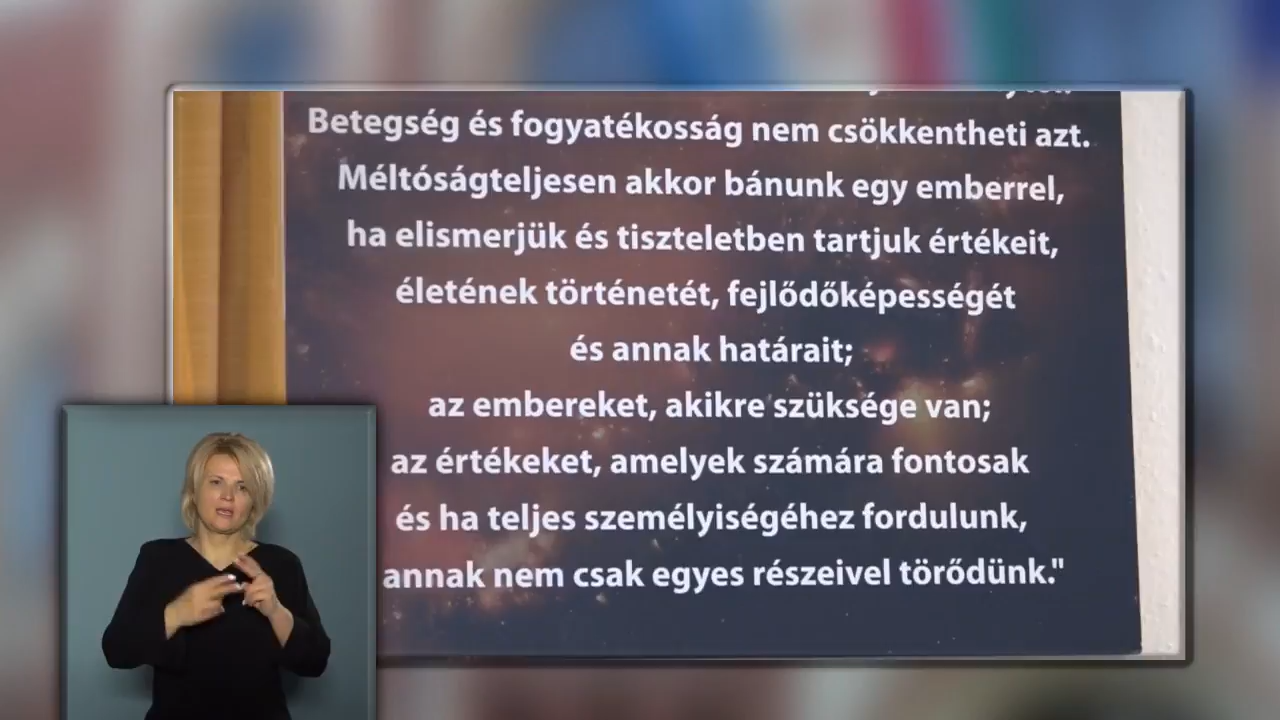 Betegség és fogyatékosság nem csökkentheti azt.
Méltóságteljesen akkor bánunk egy emberrel,
ha elismerjük és tiszteletben tartjuk értékeit,
életének történetét, fejlődőképességét
és annak határait;
az embereket, akikre szüksége van;
az értékeket, amelyek számára fontosak
és ha teljes személyiségéhez fordulunk,
annak nem csak egyes részeivel törődünk."